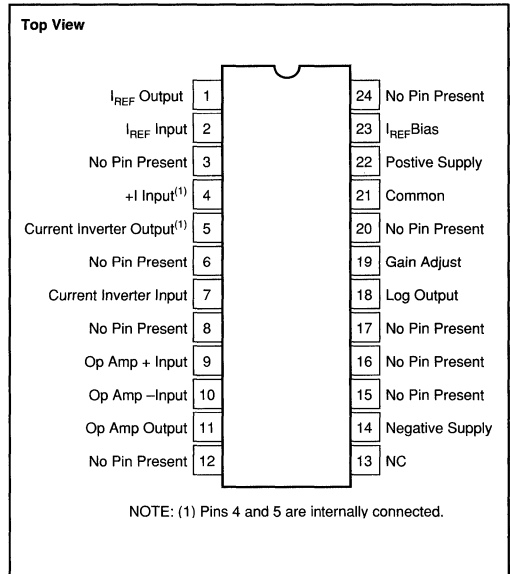 Top View
I_REF Output 1
I_REF Input 2
No Pin Present 3
+I Input(1) 4
Current Inverter Output(1) 5
No Pin Present 6
Current Inverter Input 7
No Pin Present 8
Op Amp + Input 9
Op Amp –Input 10
Op Amp Output 11
No Pin Present 12
24 No Pin Present
23 I_REF Bias
22 Postive Supply
21 Common
20 No Pin Present
19 Gain Adjust
18 Log Output
17 No Pin Present
16 No Pin Present
15 No Pin Present
14 Negative Supply
13 NC
NOTE: (1) Pins 4 and 5 are internally connected.